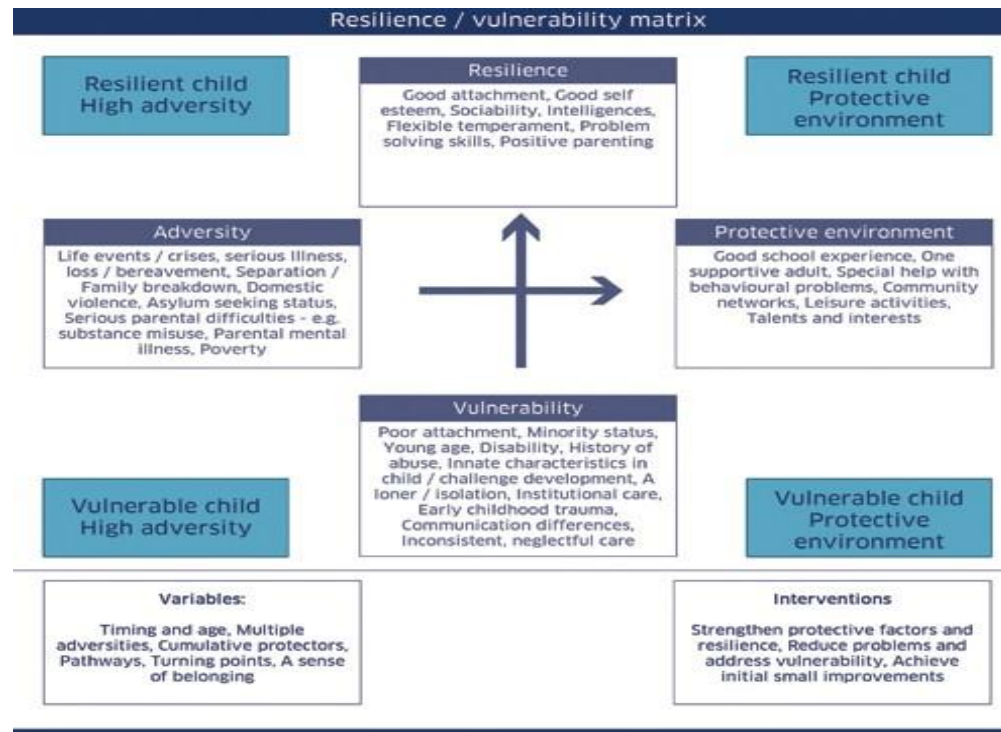 Resilience / vulnerability matrix
Resilient child
High adversity
Resilience
Good attachment, Good self
esteem, Sociability, Intelligences,
Flexible temperament, Problem
solving skills, Positive parenting
Resilient child
Protective
environment
Adversity
Life events / crises, serious Illness,
loss / bereavement, Separation /
Family breakdown, Domestic
violence, Asylum seeking status,
Serious parental difficulties - e.g.
substance misuse, Parental mental
illness, Poverty
Protective environment
Good school experience, One
supportive adult, Special help with
behavioural problems, Community
networks, Leisure activities,
Talents and interests
Vulnerability
Poor attachment, Minority status,
Young age, Disability, History of
abuse, Innate characteristics in
child / challenge development, A
loner / isolation, Institutional care,
Early childhood trauma,
Communication differences,
Inconsistent, neglectful care
Vulnerable child
High adversity
Vulnerable child
Protective
environment
Variables:
Timing and age, Multiple
adversities, Cumulative protectors,
Pathways, Turning points, A sense
of belonging
Interventions
Strengthen protective factors and
resilience, Reduce problems and
address vulnerability, Achieve
initial small improvements